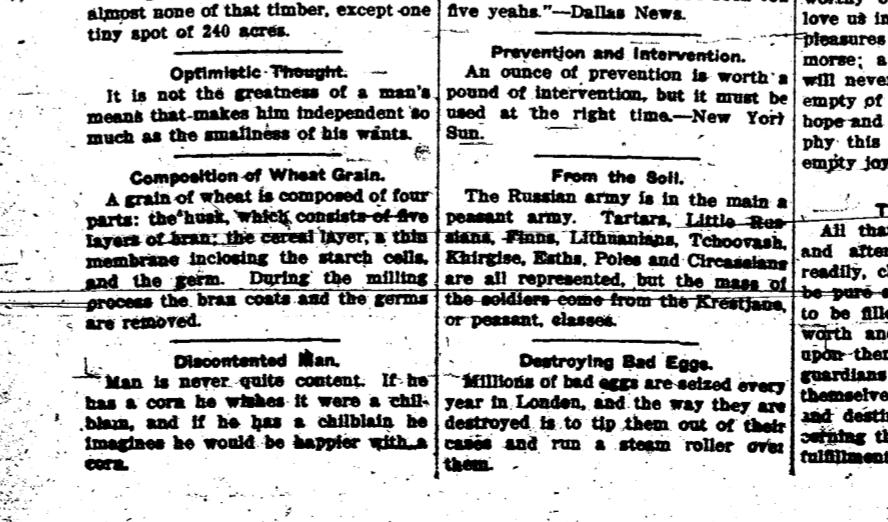 almost none of that timber, except one
tiny spot of 240 acres.
Optimistic Thought.
It is not the greatness of a man's
means that makes him independent so
much as the smallness of his wants.
Composition of Wheat Grain.
A grain of wheat is composed of four
parts: the husk, which consists of five
layers of bran; the cereal layer, a thin
membrane inclosing the starch cells,
and the germ. During the milling
process the bran coats and the germs
are removed.
Discontented Man.
Man is never quite content. If he
has a corn he wishes it were a chil-
blain, and if he has a chilblain he
imagines he would be happier with a
corn.
five yeahs."—Dallas News.
Prevention and Intervention.
An ounce of prevention is worth a
pound of intervention, but it must be
used at the right time.—New York
Sun.
From the Soil.
The Russian army is in the main a
peasant army. Tartars, Little Rus-
sians, Finns, Lithuanians, Tchoovash,
Khirgise, Esths, Poles and Circassians
are all represented, but the mass of
the soldiers come from the Krestjane,
or peasant, classes.
Destroying Bad Eggs.
Millions of bad eggs are seized every
year in London, and the way they are
destroyed is to tip them out of their
cases and run a steam roller over
them.
love us in
pleasures
morse; a
will never
empty of
hope and
phy this
empty joy
All tha
and after
readily, cl
be pure
to be fille
worth an
upon then
guardians
themselve
and desti
cerning th
fulfillment